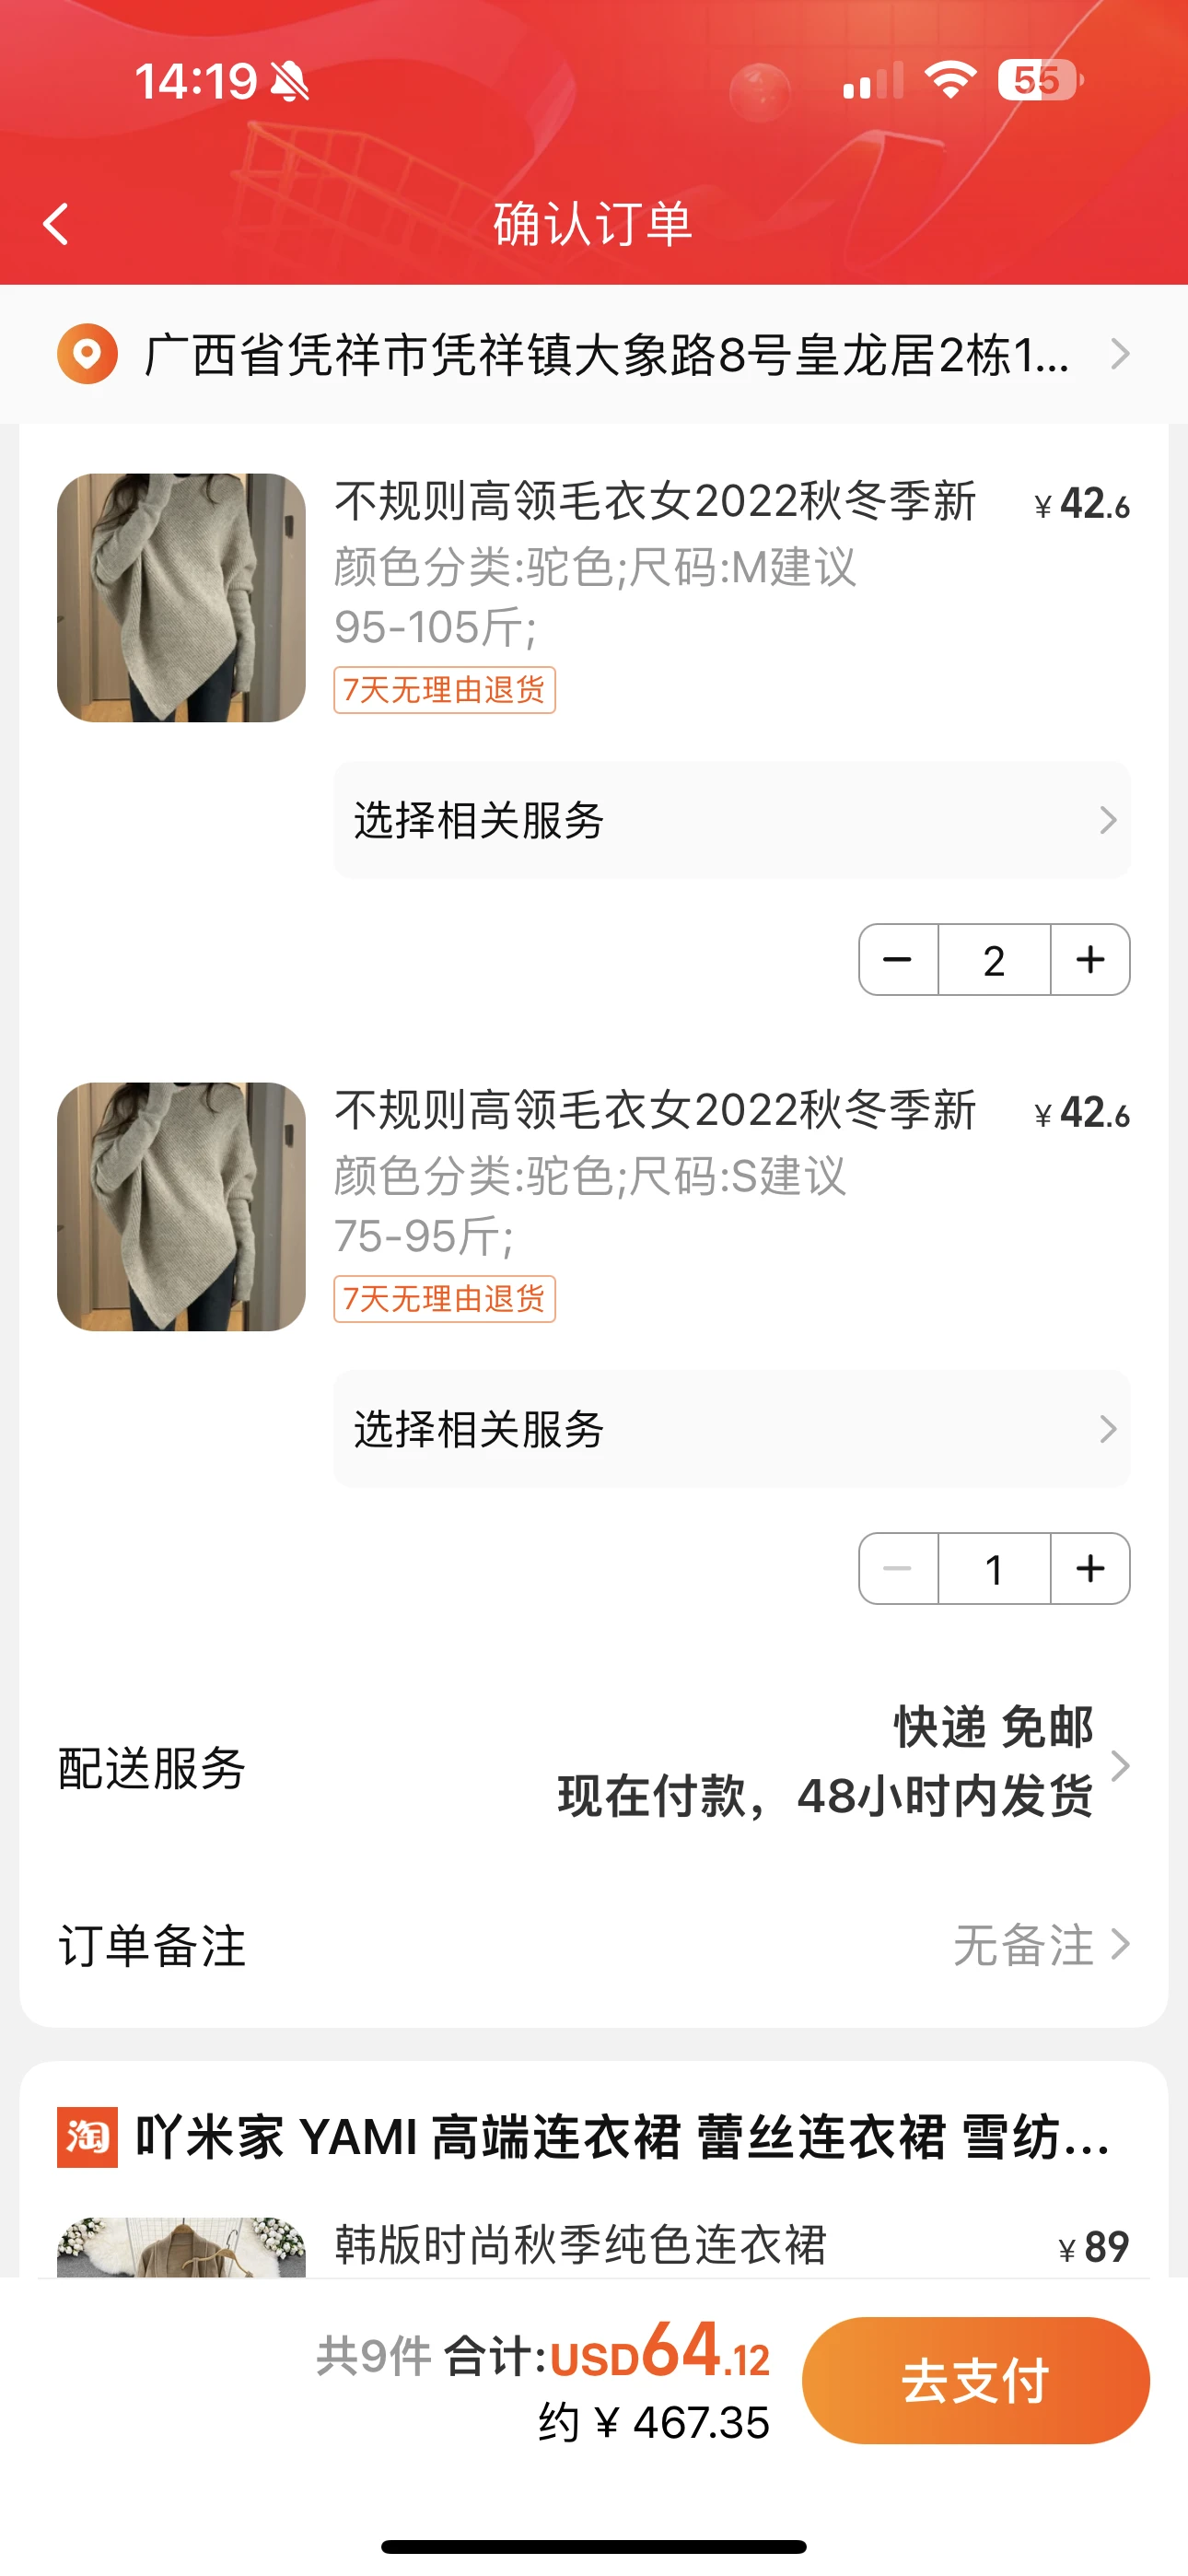 14:19
55
确认订单
广西省凭祥市凭祥镇大象路8号皇龙居2栋1...
不规则高领毛衣女2022秋冬季新 ¥42.6
颜色分类:驼色;尺码:M建议
95-105斤;
7天无理由退货
选择相关服务
2
不规则高领毛衣女2022秋冬季新 ¥42.6
颜色分类:驼色;尺码:S建议
75-95斤;
7天无理由退货
选择相关服务
1
快递 免邮
配送服务
现在付款，48小时内发货
订单备注 无备注
淘 吖米家 YAMI 高端连衣裙 蕾丝连衣裙 雪纺...
韩版时尚秋季纯色连衣裙 ¥89
共9件 合计:USD64.12
约¥467.35
去支付